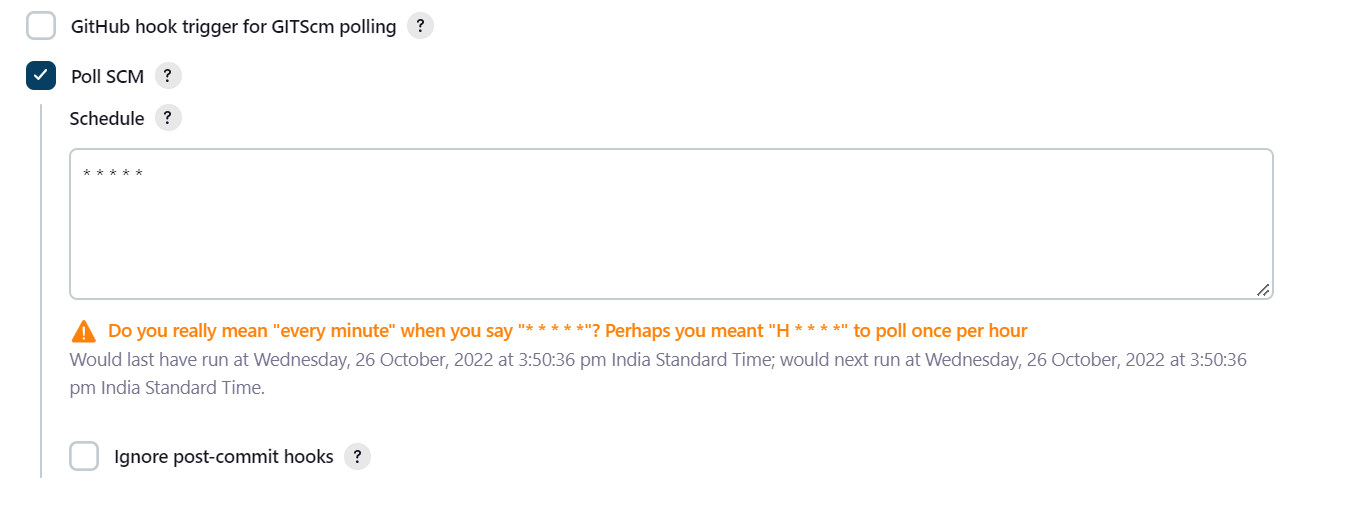 GitHub hook trigger for GITScm polling ?
Poll SCM ?
Schedule ?
* * * * *
Do you really mean "every minute" when you say "* * * * *"? Perhaps you meant "H * * * *" to poll once per hour
Would last have run at Wednesday, 26 October, 2022 at 3:50:36 pm India Standard Time; would next run at Wednesday, 26 October, 2022 at 3:50:36
pm India Standard Time.
Ignore post-commit hooks ?